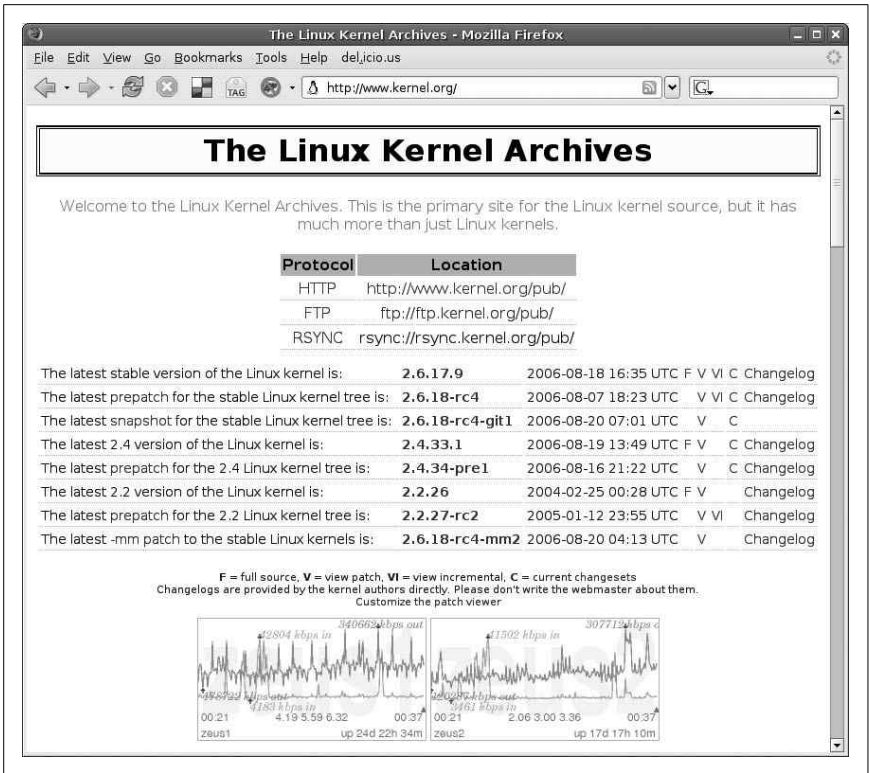 The Linux Kernel Archives - Mozilla Firefox
File Edit View Go Bookmarks Tools Help del.icio.us
TAG http://www.kernel.org/ G
The Linux Kernel Archives
Welcome to the Linux Kernel Archives. This is the primary site for the Linux kernel source, but it has
much more than just Linux kernels.
Protocol Location
HTTP http://www.kernel.org/pub/
FTP ftp://ftp.kernel.org/pub/
RSYNC rsync://rsync.kernel.org/pub/
The latest stable version of the Linux kernel is: 2.6.17.9 2006-08-18 16:35 UTC F V VI C Changelog
The latest prepatch for the stable Linux kernel tree is: 2.6.18-rc4 2006-08-07 18:23 UTC V VI C Changelog
The latest snapshot for the stable Linux kernel tree is: 2.6.18-rc4-git1 2006-08-20 07:01 UTC V C
The latest 2.4 version of the Linux kernel is: 2.4.33.1 2006-08-19 13:49 UTC F V C Changelog
The latest prepatch for the 2.4 Linux kernel tree is: 2.4.34-pre1 2006-08-16 21:22 UTC V C Changelog
The latest 2.2 version of the Linux kernel is: 2.2.26 2004-02-25 00:28 UTC F V Changelog
The latest prepatch for the 2.2 Linux kernel tree is: 2.2.27-rc2 2005-01-12 23:55 UTC V VI Changelog
The latest -mm patch to the stable Linux kernels is: 2.6.18-rc4-mm2 2006-08-20 04:13 UTC V Changelog
F = full source, V = view patch, VI = view incremental, C = current changesets
Changelogs are provided by the kernel authors directly. Please don't write the webmaster about them.
Customize the patch viewer
340662 kbps out 307712 kbps o
42804 kbps in 41502 kbps in
kbps out kbps out
4183 kbps in 3461 kbps in
00:21 4.19 5.59 6.32 00:37 00:21 2.06 3.00 3.36 00:37
zeus1 up 24d 22h 34m zeus2 up 17d 17h 10m